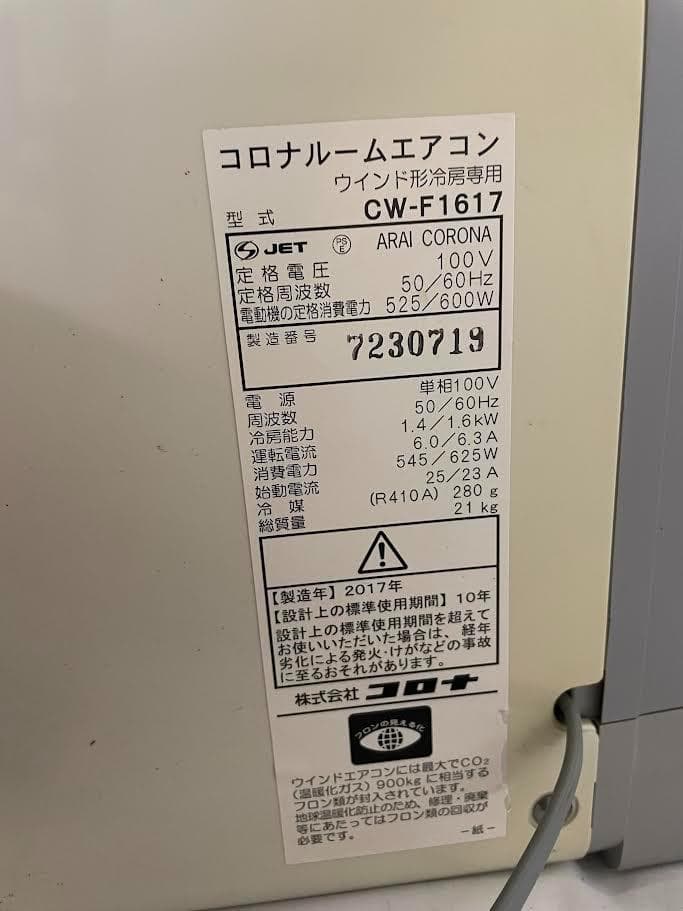 コロナルームエアコン
ウインド形冷房専用
型式 CW-F1617
JET PSE ARAI CORONA
定格電圧 100V
定格周波数 50/60Hz
電動機の定格消費電力 525/600W
製造番号 7230719
電源 単相100V
周波数 50/60Hz
冷房能力 1.4/1.6kW
運転電流 6.0/6.3A
消費電力 545/625W
始動電流 25/23A
冷媒 (R410A) 280g
総質量 21kg
【製造年】2017年
【設計上の標準使用期間】10年
設計上の標準使用期間を超えて
お使いいただいた場合は、経年
劣化による発火・けがなどの事故
に至るおそれがあります。
株式会社 コロナ
フロンの見える化
ウインドエアコンには最大でCO₂
(温暖化ガス) 900kgに相当する
フロン類が封入されています。
地球温暖化防止のため、修理・廃棄
等にあたってはフロン類の回収が
必要です。 -紙-